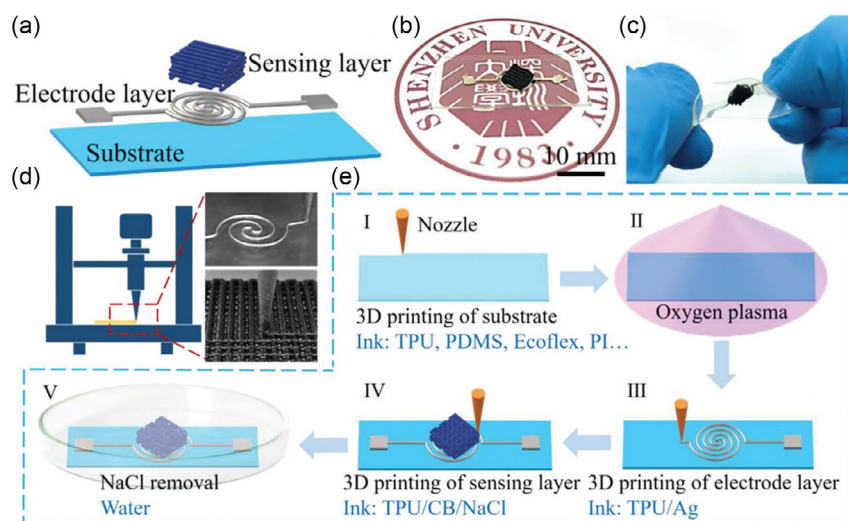 (a)
Sensing layer
Electrode layer
Substrate
(b)
SHENZHEN UNIVERSITY
· 1983 ·
10 mm
(c)
(d)
(e)
I
Nozzle
3D printing of substrate
Ink: TPU, PDMS, Ecoflex, PI…
II
Oxygen plasma
III
3D printing of electrode layer
Ink: TPU/Ag
IV
3D printing of sensing layer
Ink: TPU/CB/NaCl
V
NaCl removal
Water